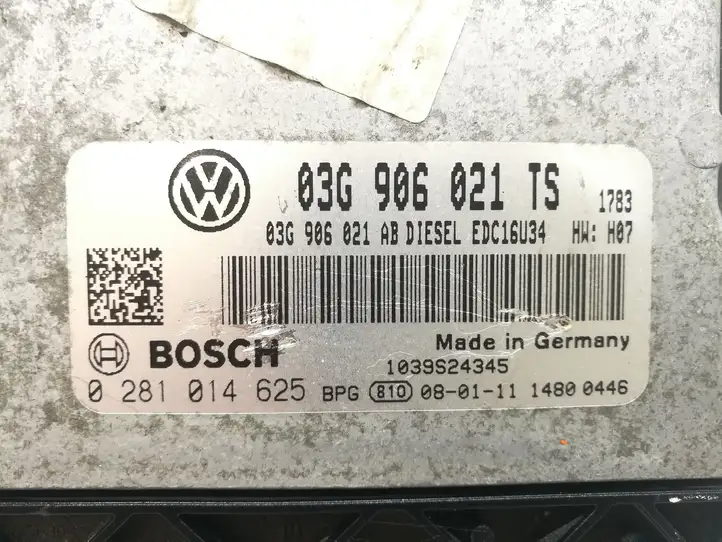 03G 906 021 TS 1783
03G 906 021 AB DIESEL EDC16U34 HW: H07
Made in Germany
BOSCH
1039S24345
0 281 014 625 BPG 810 08-01-11 1480 0446